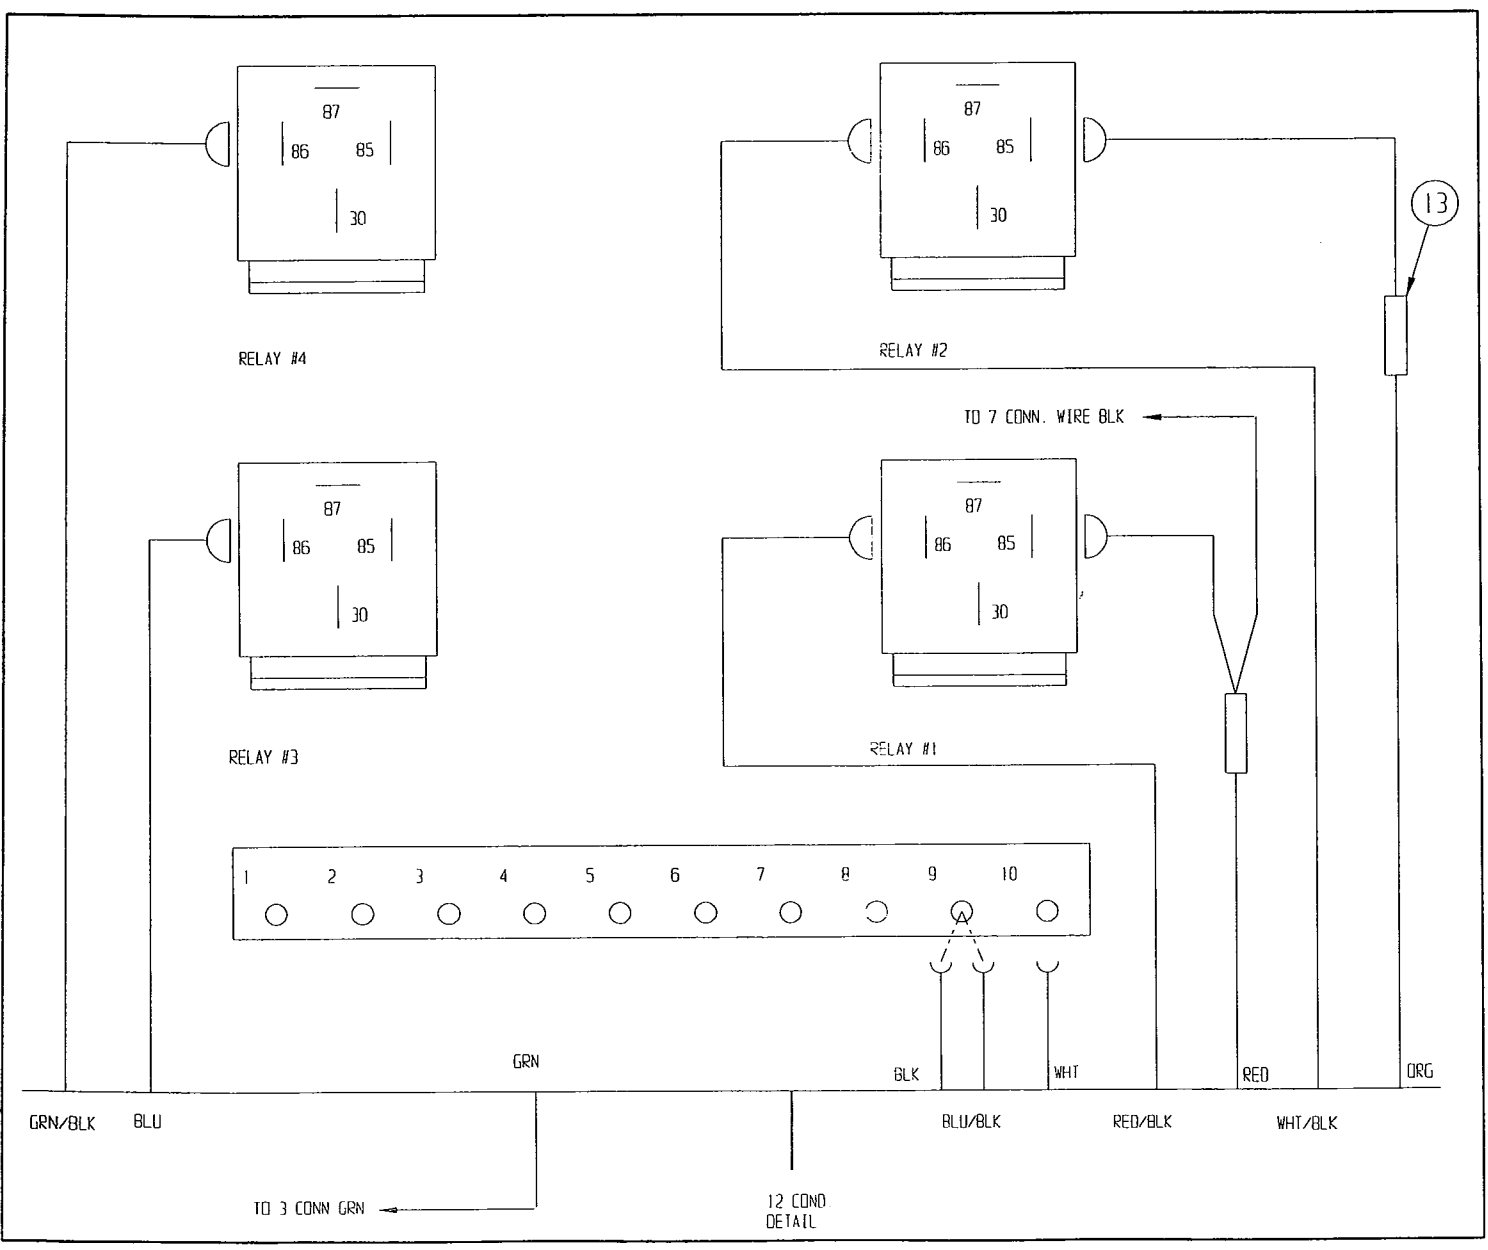 87
86 85
30
RELAY #4
87
86 85
30
RELAY #2
13
TO 7 CONN. WIRE BLK
87
86 85
30
RELAY #3
87
86 85
30
RELAY #1
1 2 3 4 5 6 7 8 9 10
GRN
BLK
WHT
RED
ORG
GRN/BLK
BLU
BLU/BLK
RED/BLK
WHT/BLK
TO 3 CONN GRN
12 COND.
DETAIL